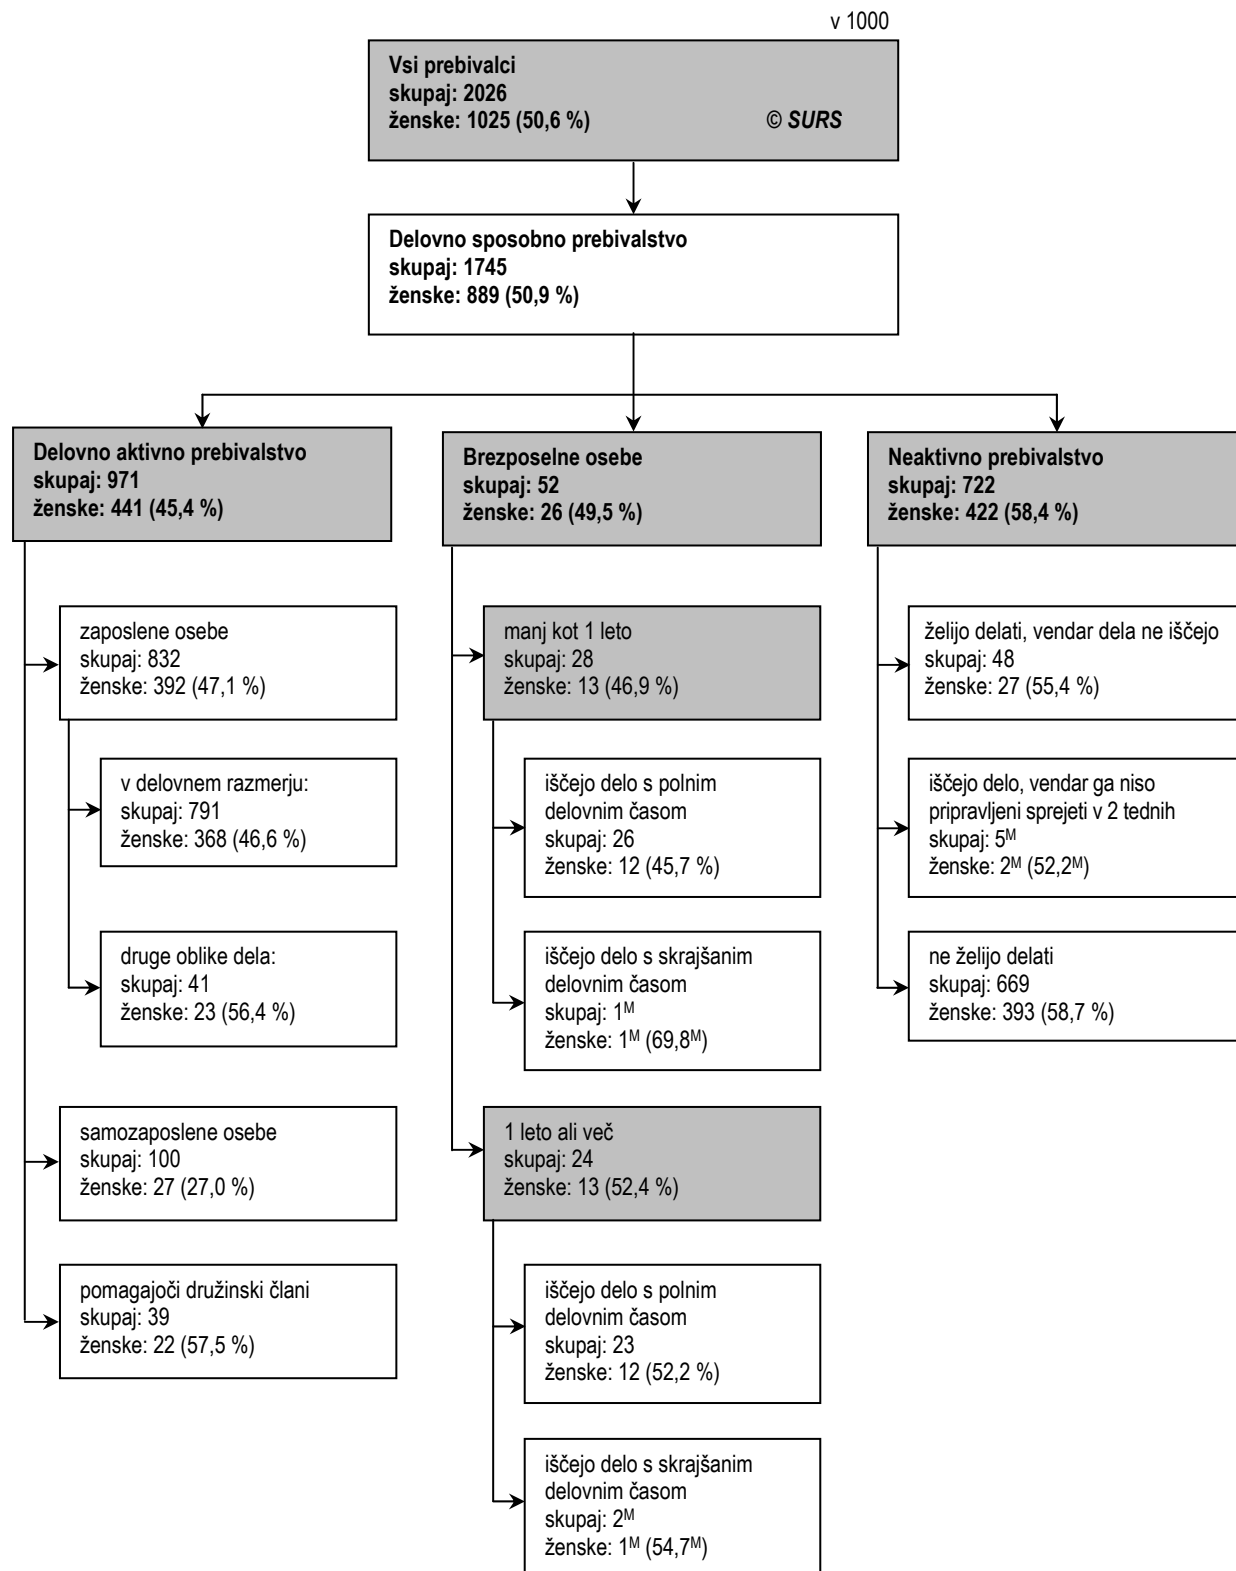 v 1000
Vsi prebivalci
skupaj: 2026
ženske: 1025 (50,6 %) © SURS
Delovno sposobno prebivalstvo
skupaj: 1745
ženske: 889 (50,9 %)
Delovno aktivno prebivalstvo
skupaj: 971
ženske: 441 (45,4 %)
zaposlene osebe
skupaj: 832
ženske: 392 (47,1 %)
v delovnem razmerju:
skupaj: 791
ženske: 368 (46,6 %)
druge oblike dela:
skupaj: 41
ženske: 23 (56,4 %)
samozaposlene osebe
skupaj: 100
ženske: 27 (27,0 %)
pomagajoči družinski člani
skupaj: 39
ženske: 22 (57,5 %)
Brezposelne osebe
skupaj: 52
ženske: 26 (49,5 %)
manj kot 1 leto
skupaj: 28
ženske: 13 (46,9 %)
iščejo delo s polnim
delovnim časom
skupaj: 26
ženske: 12 (45,7 %)
iščejo delo s skrajšanim
delovnim časom
skupaj: 1ᴹ
ženske: 1ᴹ (69,8ᴹ)
1 leto ali več
skupaj: 24
ženske: 13 (52,4 %)
iščejo delo s polnim
delovnim časom
skupaj: 23
ženske: 12 (52,2 %)
iščejo delo s skrajšanim
delovnim časom
skupaj: 2ᴹ
ženske: 1ᴹ (54,7ᴹ)
Neaktivno prebivalstvo
skupaj: 722
ženske: 422 (58,4 %)
želijo delati, vendar dela ne iščejo
skupaj: 48
ženske: 27 (55,4 %)
iščejo delo, vendar ga niso
pripravljeni sprejeti v 2 tednih
skupaj: 5ᴹ
ženske: 2ᴹ (52,2ᴹ)
ne želijo delati
skupaj: 669
ženske: 393 (58,7 %)